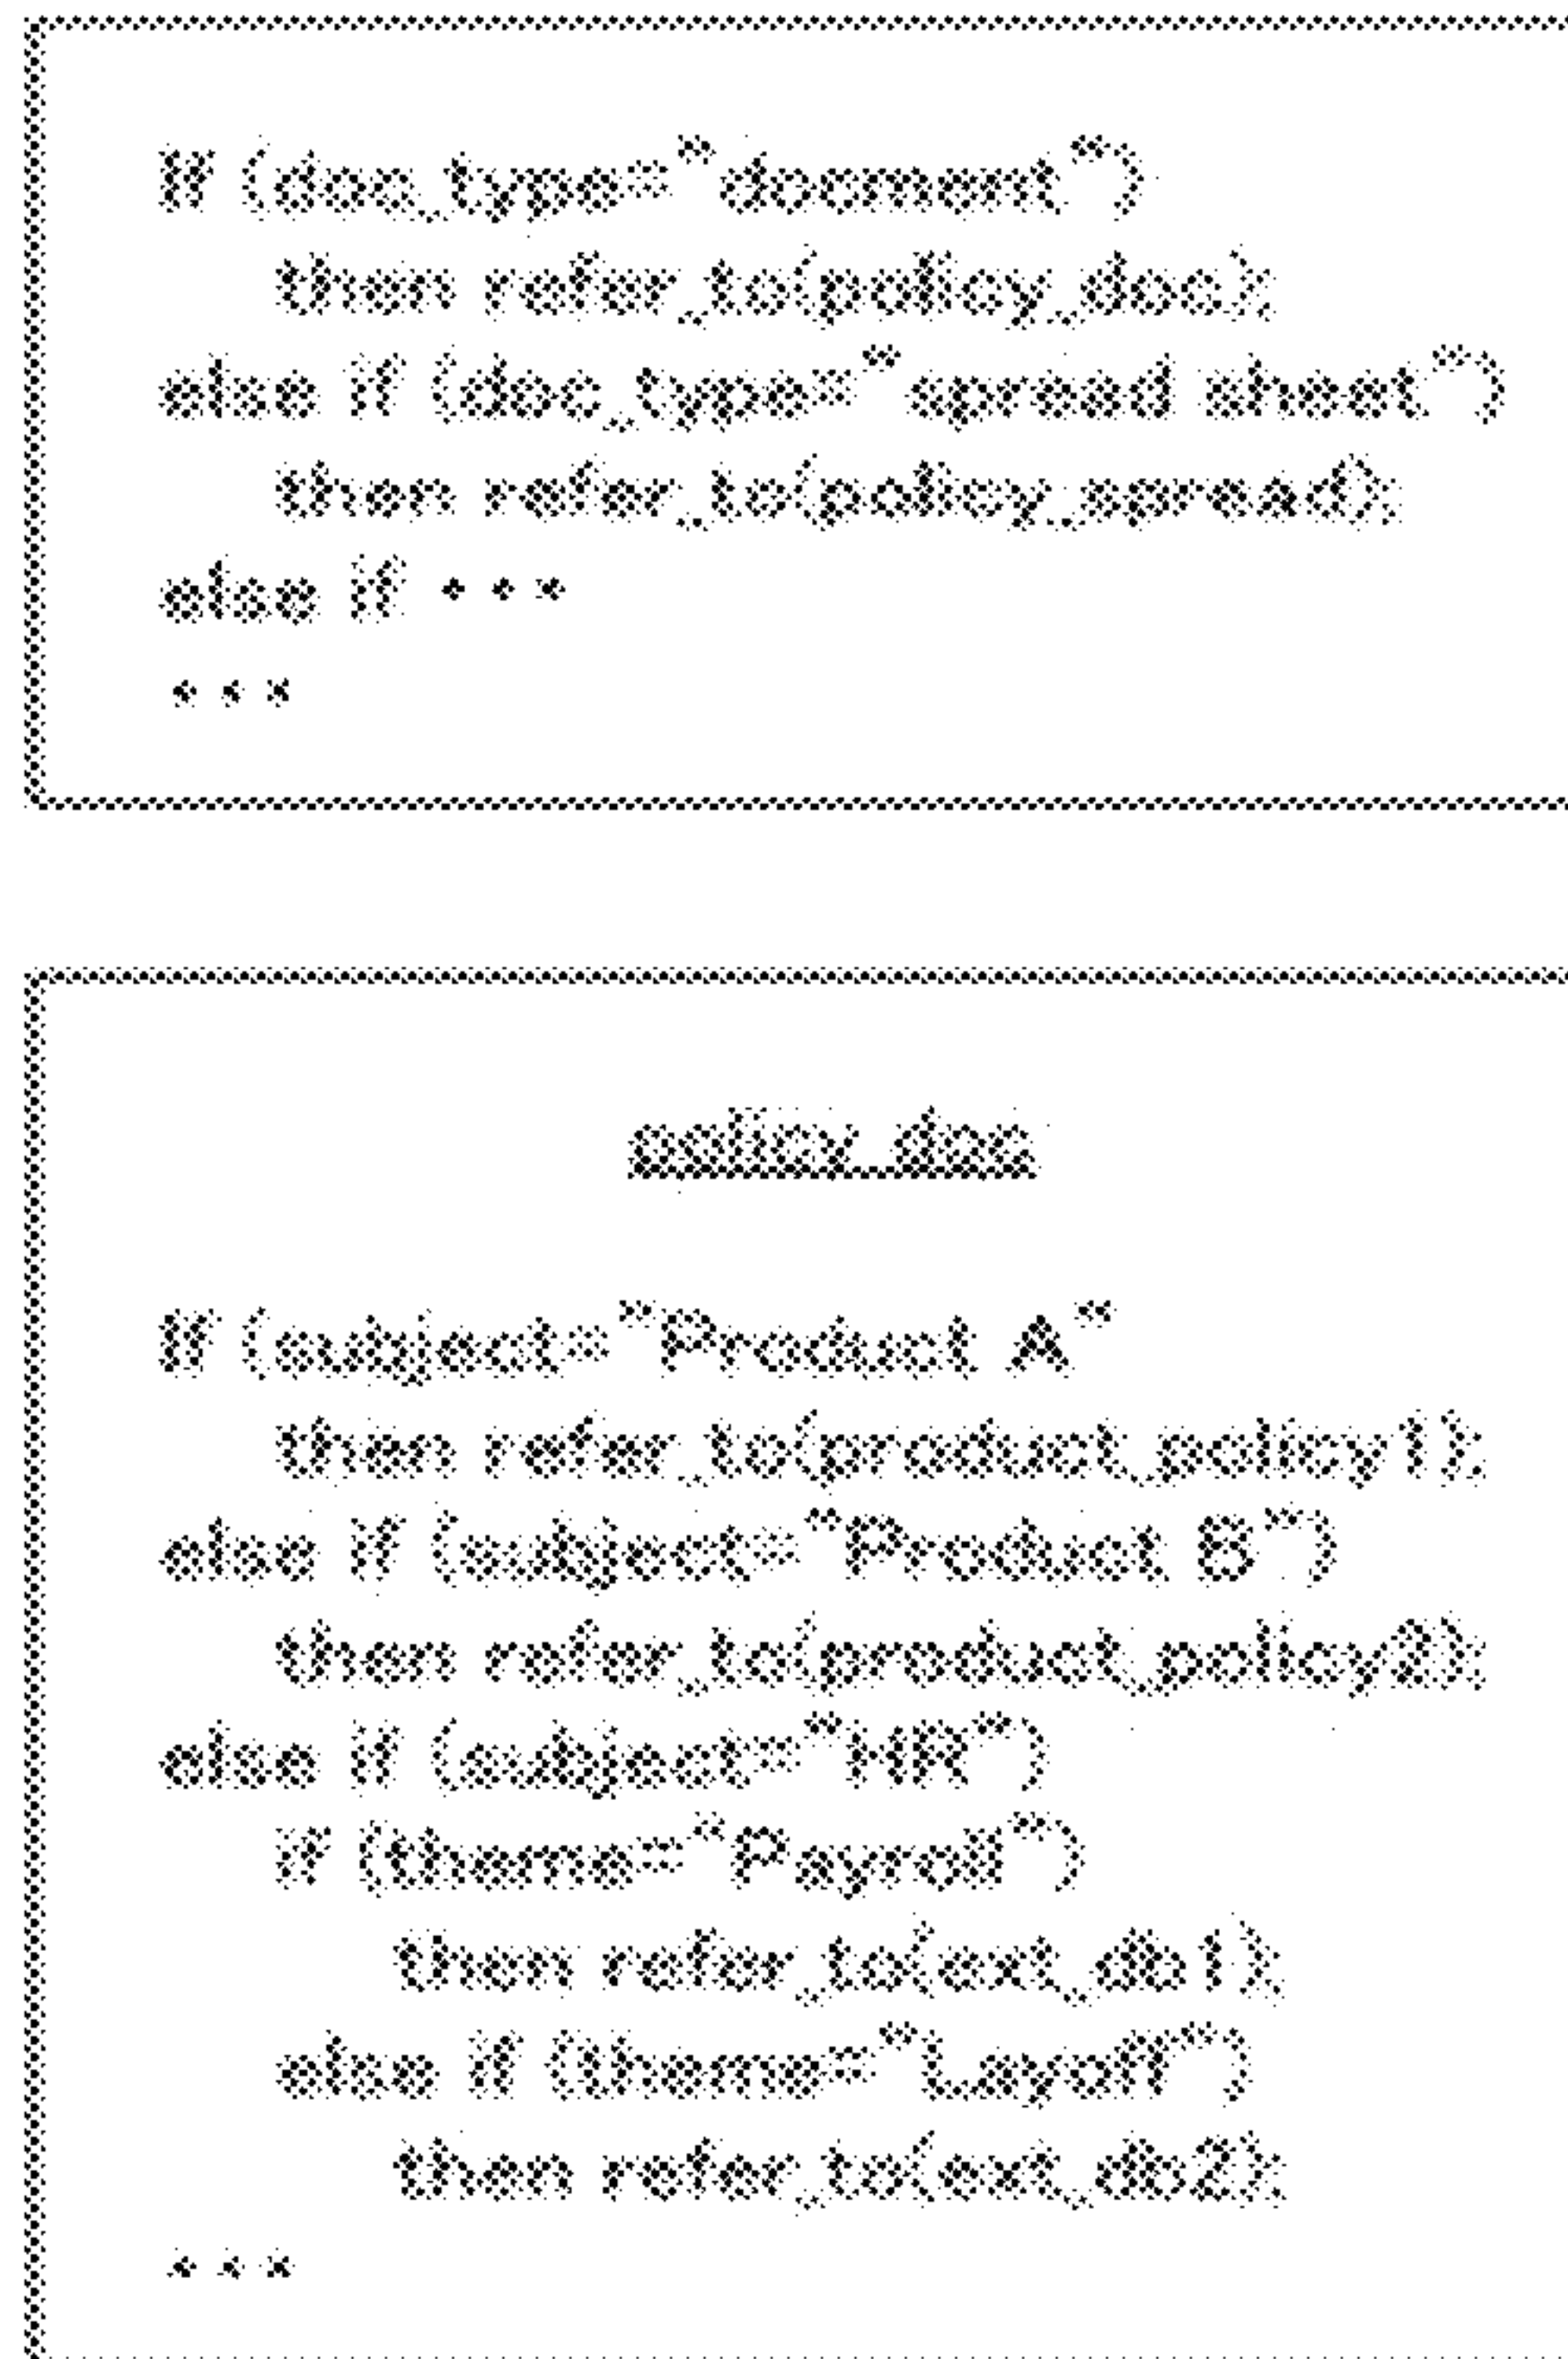 If (doc_type="docment")
then refer_to(policy_doc);
else if (doc_type="spread sheet")
then refer_to(policy_spread);
else if •••
•••
policy_doc
If (subject="Product A"
then refer_to(product_policy1);
else if (subject="Product B")
then refer_to(product_policy2);
else if (subject="HR")
if (theme="Payroll")
then refer_to(ext_db1);
else if (theme="Layoff")
then refer_to(ext_db2);
•••